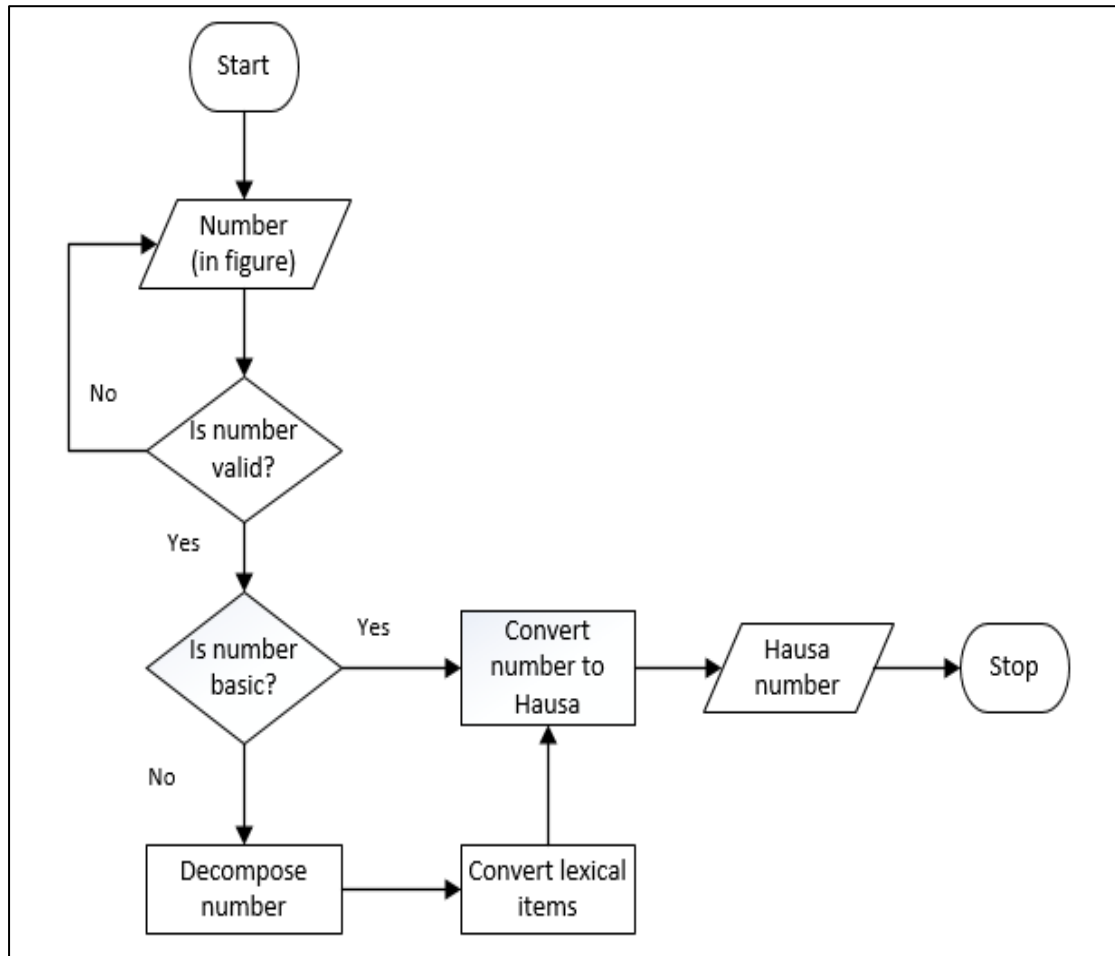 Start
Number
(in figure)
No
Is number
valid?
Yes
Is number
basic?
Yes
Convert
number to
Hausa
Hausa
number
Stop
No
Decompose
number
Convert lexical
items